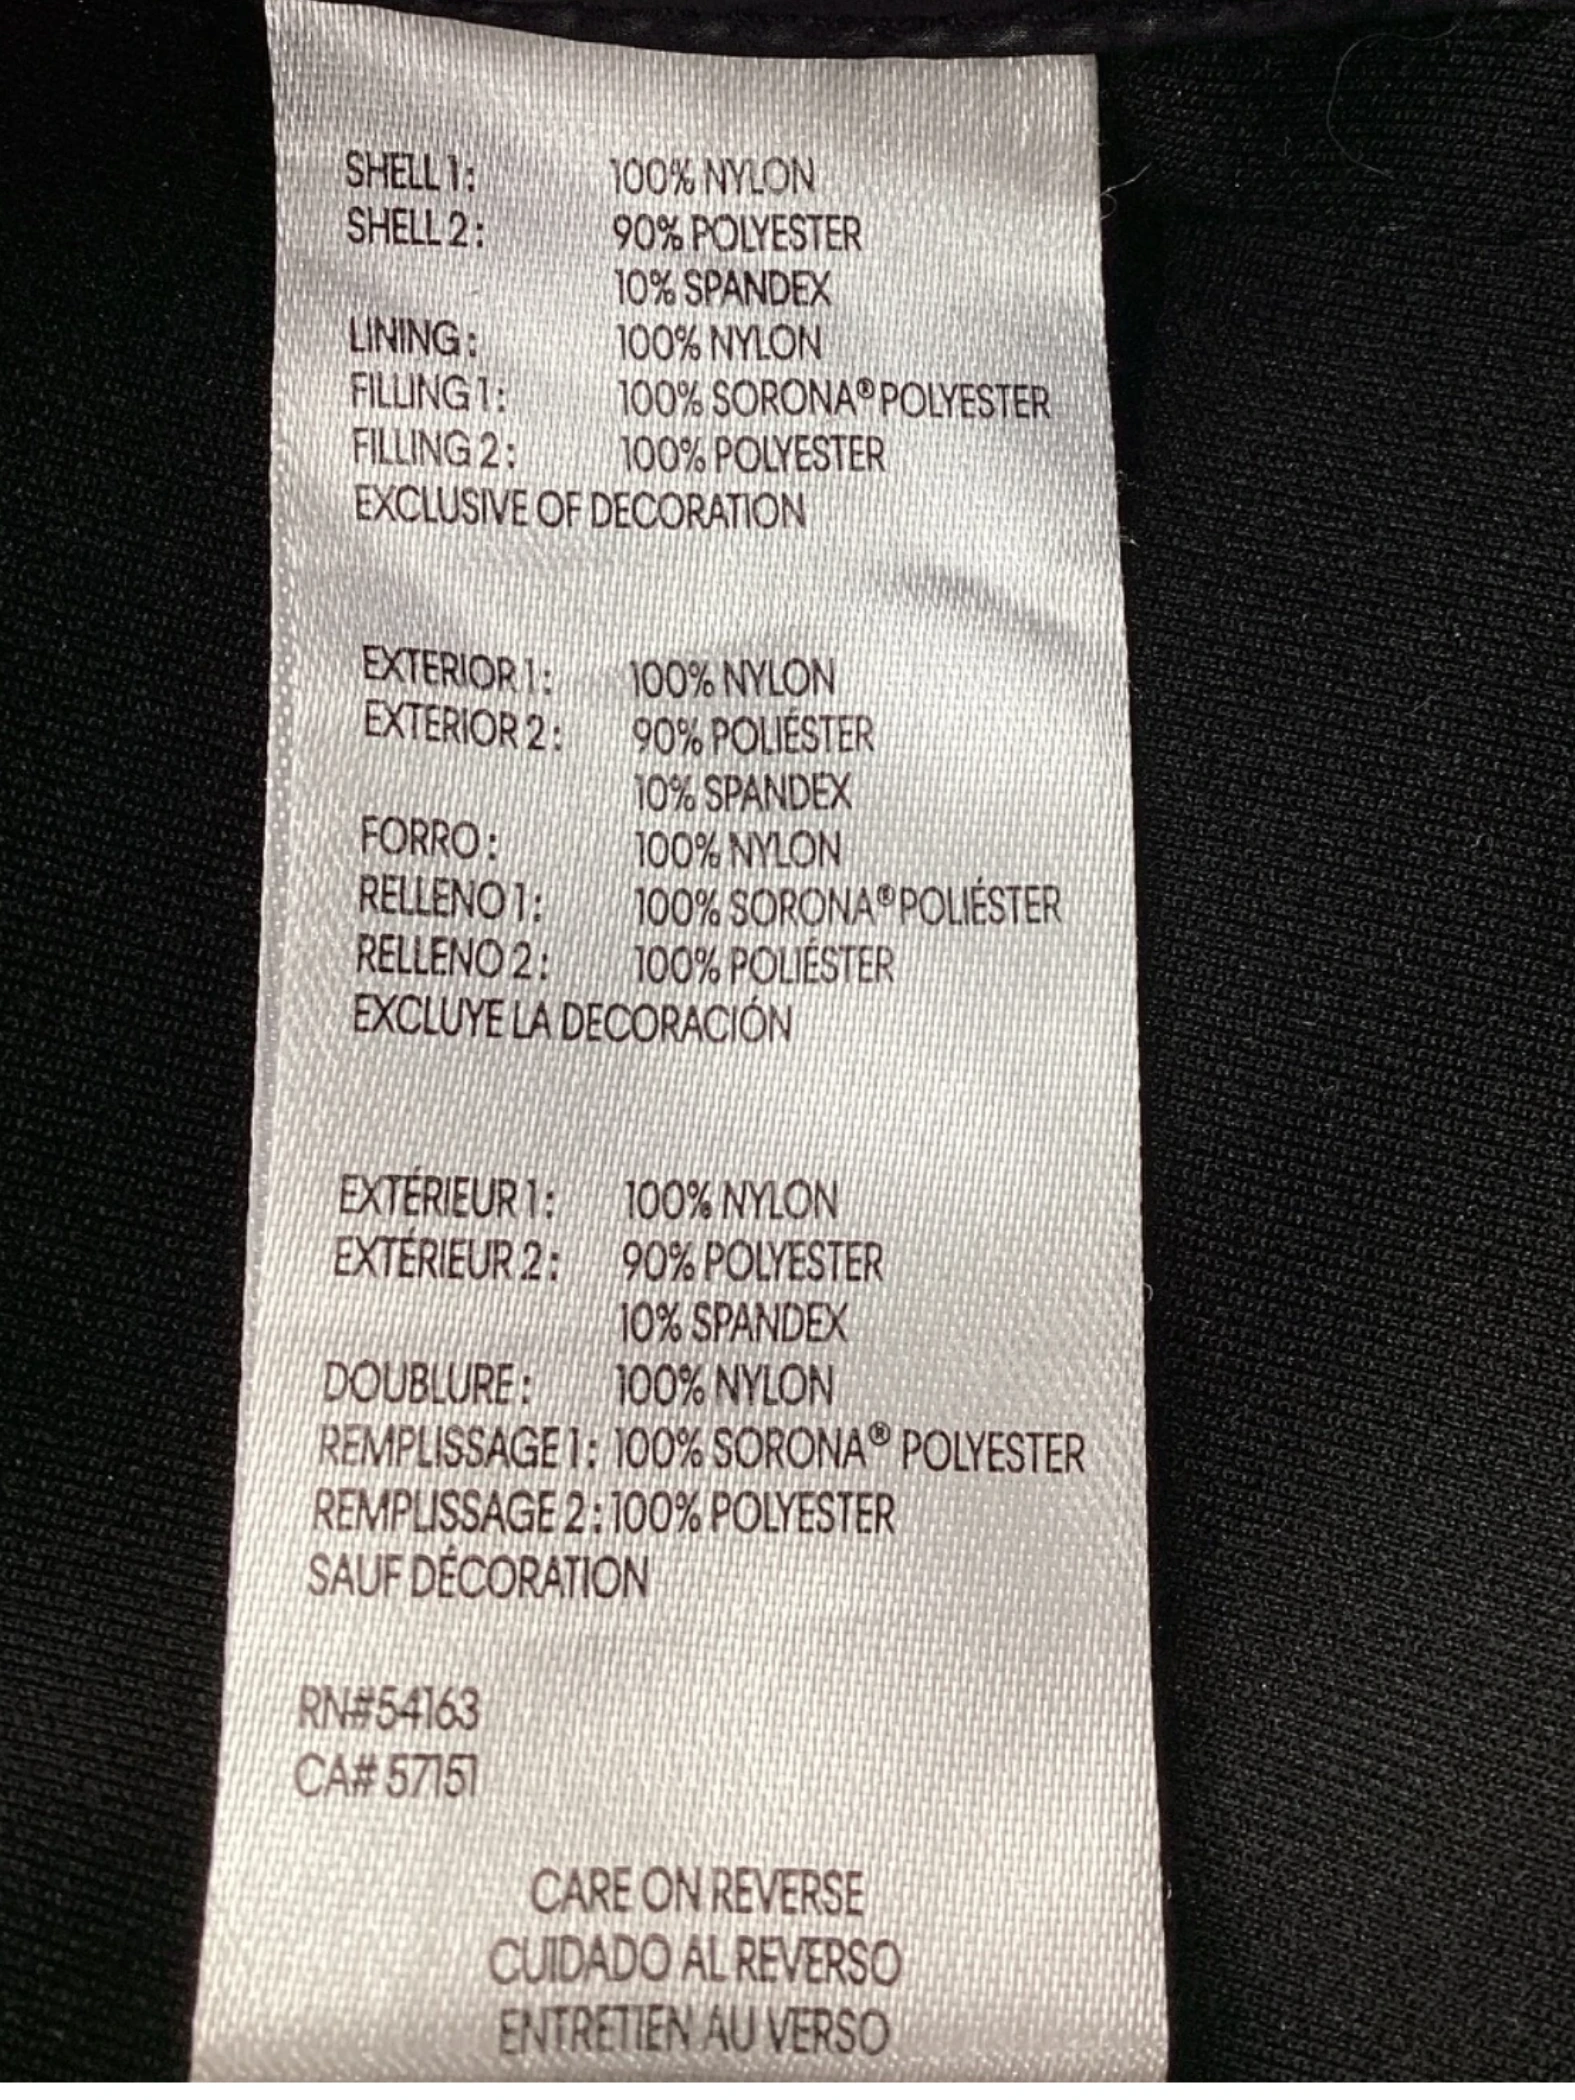 SHELL 1: 100% NYLON
SHELL 2: 90% POLYESTER
10% SPANDEX
LINING: 100% NYLON
FILLING 1: 100% SORONA® POLYESTER
FILLING 2: 100% POLYESTER
EXCLUSIVE OF DECORATION
EXTERIOR 1: 100% NYLON
EXTERIOR 2: 90% POLIÉSTER
10% SPANDEX
FORRO: 100% NYLON
RELLENO 1: 100% SORONA® POLIÉSTER
RELLENO 2: 100% POLIÉSTER
EXCLUYE LA DECORACIÓN
EXTÉRIEUR 1: 100% NYLON
EXTÉRIEUR 2: 90% POLYESTER
10% SPANDEX
DOUBLURE: 100% NYLON
REMPLISSAGE 1: 100% SORONA® POLYESTER
REMPLISSAGE 2: 100% POLYESTER
SAUF DÉCORATION
RN#54163
CA# 57151
CARE ON REVERSE
CUIDADO AL REVERSO
ENTRETIEN AU VERSO